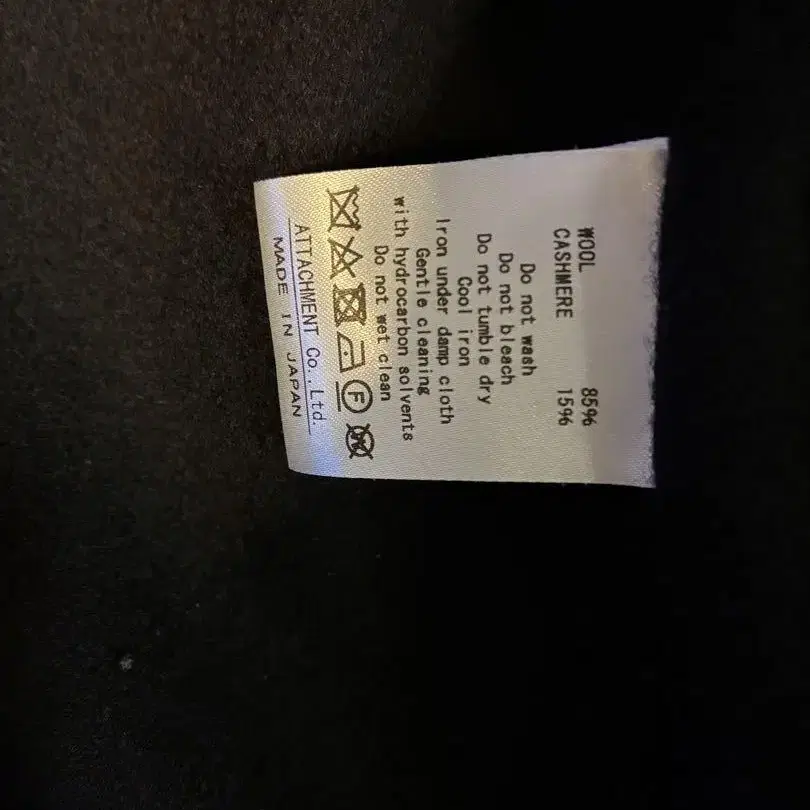 WOOL 85%
CASHMERE 15%
Do not wash
Do not bleach
Do not tumble dry
Cool iron
Iron under damp cloth
Gentle cleaning
with hydrocarbon solvents
Do not wet clean
F
W
ATTACHMENT Co.,Ltd.
MADE IN JAPAN